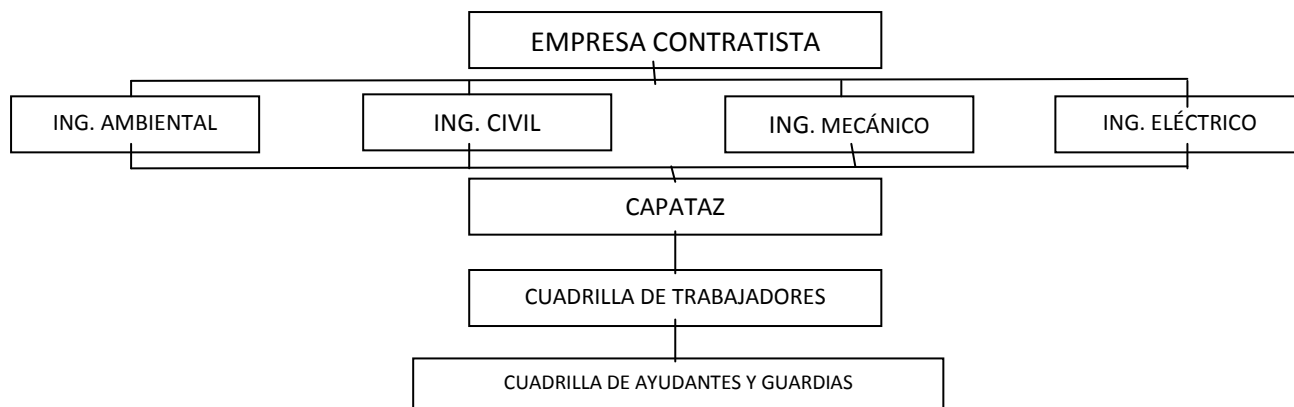 EMPRESA CONTRATISTA
ING. AMBIENTAL
ING. CIVIL
ING. MECÁNICO
ING. ELÉCTRICO
CAPATAZ
CUADRILLA DE TRABAJADORES
CUADRILLA DE AYUDANTES Y GUARDIAS